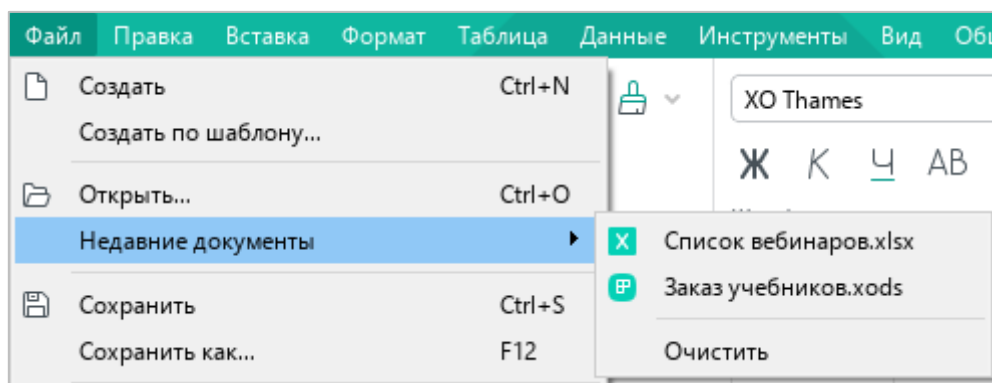 Файл Правка Вставка Формат Таблица Данные Инструменты Вид
Создать Ctrl+N
Создать по шаблону...
XO Thames
Ж К Ч АВ
Открыть... Ctrl+O
Недавние документы
Список вебинаров.xlsx
Заказ учебников.xods
Очистить
Сохранить Ctrl+S
Сохранить как... F12